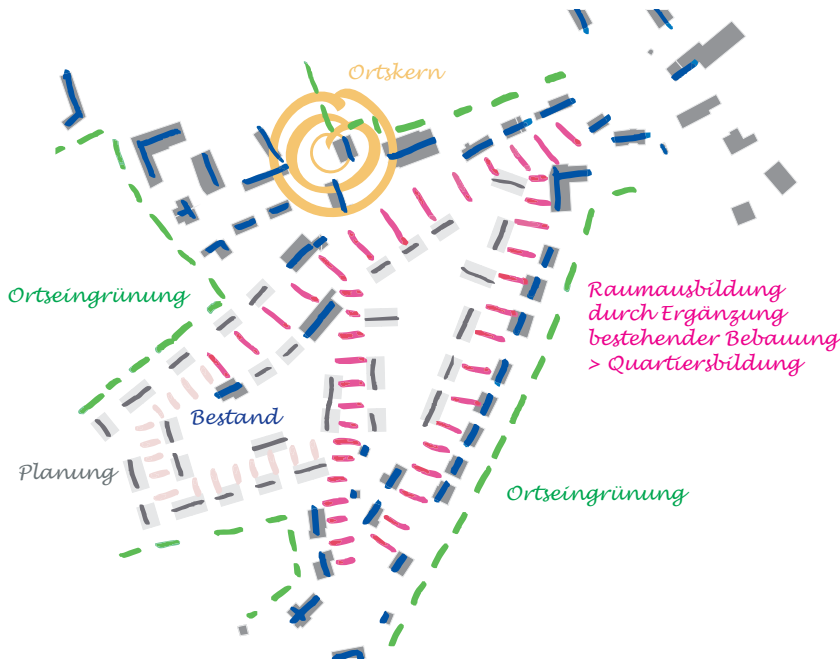 Ortskern
Ortseingrünung
Raumausbildung
durch Ergänzung
bestehender Bebauung
> Quartiersbildung
Bestand
Planung
Ortseingrünung